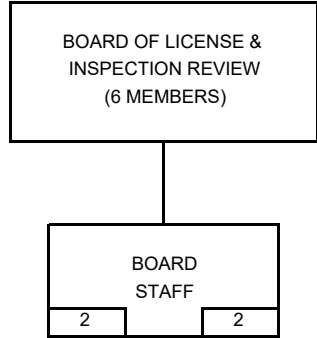 BOARD OF LICENSE &
INSPECTION REVIEW
(6 MEMBERS)
BOARD
STAFF
2 2